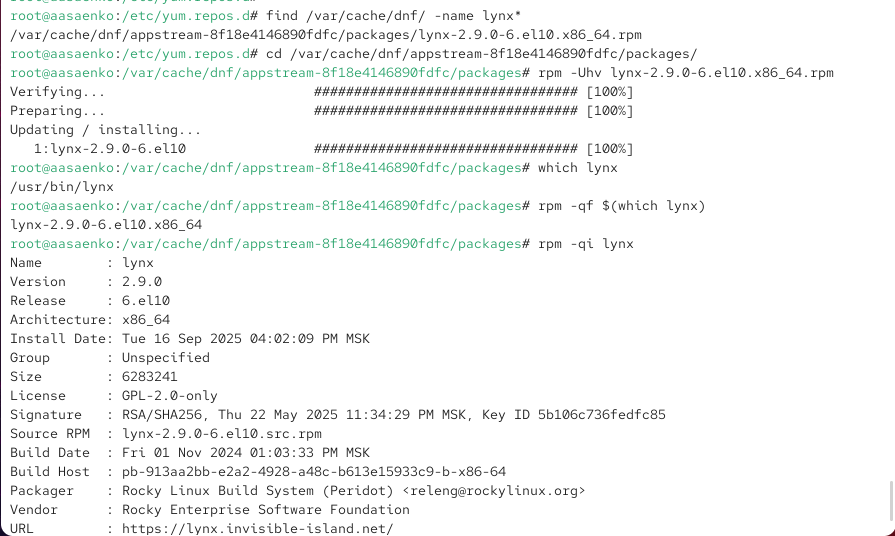 root@aasaenko:/etc/yum.repos.d# find /var/cache/dnf/ -name lynx*
/var/cache/dnf/appstream-8f18e4146890fdfc/packages/lynx-2.9.0-6.el10.x86_64.rpm
root@aasaenko:/etc/yum.repos.d# cd /var/cache/dnf/appstream-8f18e4146890fdfc/packages/
root@aasaenko:/var/cache/dnf/appstream-8f18e4146890fdfc/packages# rpm -Uhv lynx-2.9.0-6.el10.x86_64.rpm
Verifying...                          ################################# [100%]
Preparing...                          ################################# [100%]
Updating / installing...
   1:lynx-2.9.0-6.el10                ################################# [100%]
root@aasaenko:/var/cache/dnf/appstream-8f18e4146890fdfc/packages# which lynx
/usr/bin/lynx
root@aasaenko:/var/cache/dnf/appstream-8f18e4146890fdfc/packages# rpm -qf $(which lynx)
lynx-2.9.0-6.el10.x86_64
root@aasaenko:/var/cache/dnf/appstream-8f18e4146890fdfc/packages# rpm -qi lynx
Name        : lynx
Version     : 2.9.0
Release     : 6.el10
Architecture: x86_64
Install Date: Tue 16 Sep 2025 04:02:09 PM MSK
Group       : Unspecified
Size        : 6283241
License     : GPL-2.0-only
Signature   : RSA/SHA256, Thu 22 May 2025 11:34:29 PM MSK, Key ID 5b106c736fedfc85
Source RPM  : lynx-2.9.0-6.el10.src.rpm
Build Date  : Fri 01 Nov 2024 01:03:33 PM MSK
Build Host  : pb-913aa2bb-e2a2-4928-a48c-b613e15933c9-b-x86-64
Packager    : Rocky Linux Build System (Peridot) <releng@rockylinux.org>
Vendor      : Rocky Enterprise Software Foundation
URL         : https://lynx.invisible-island.net/